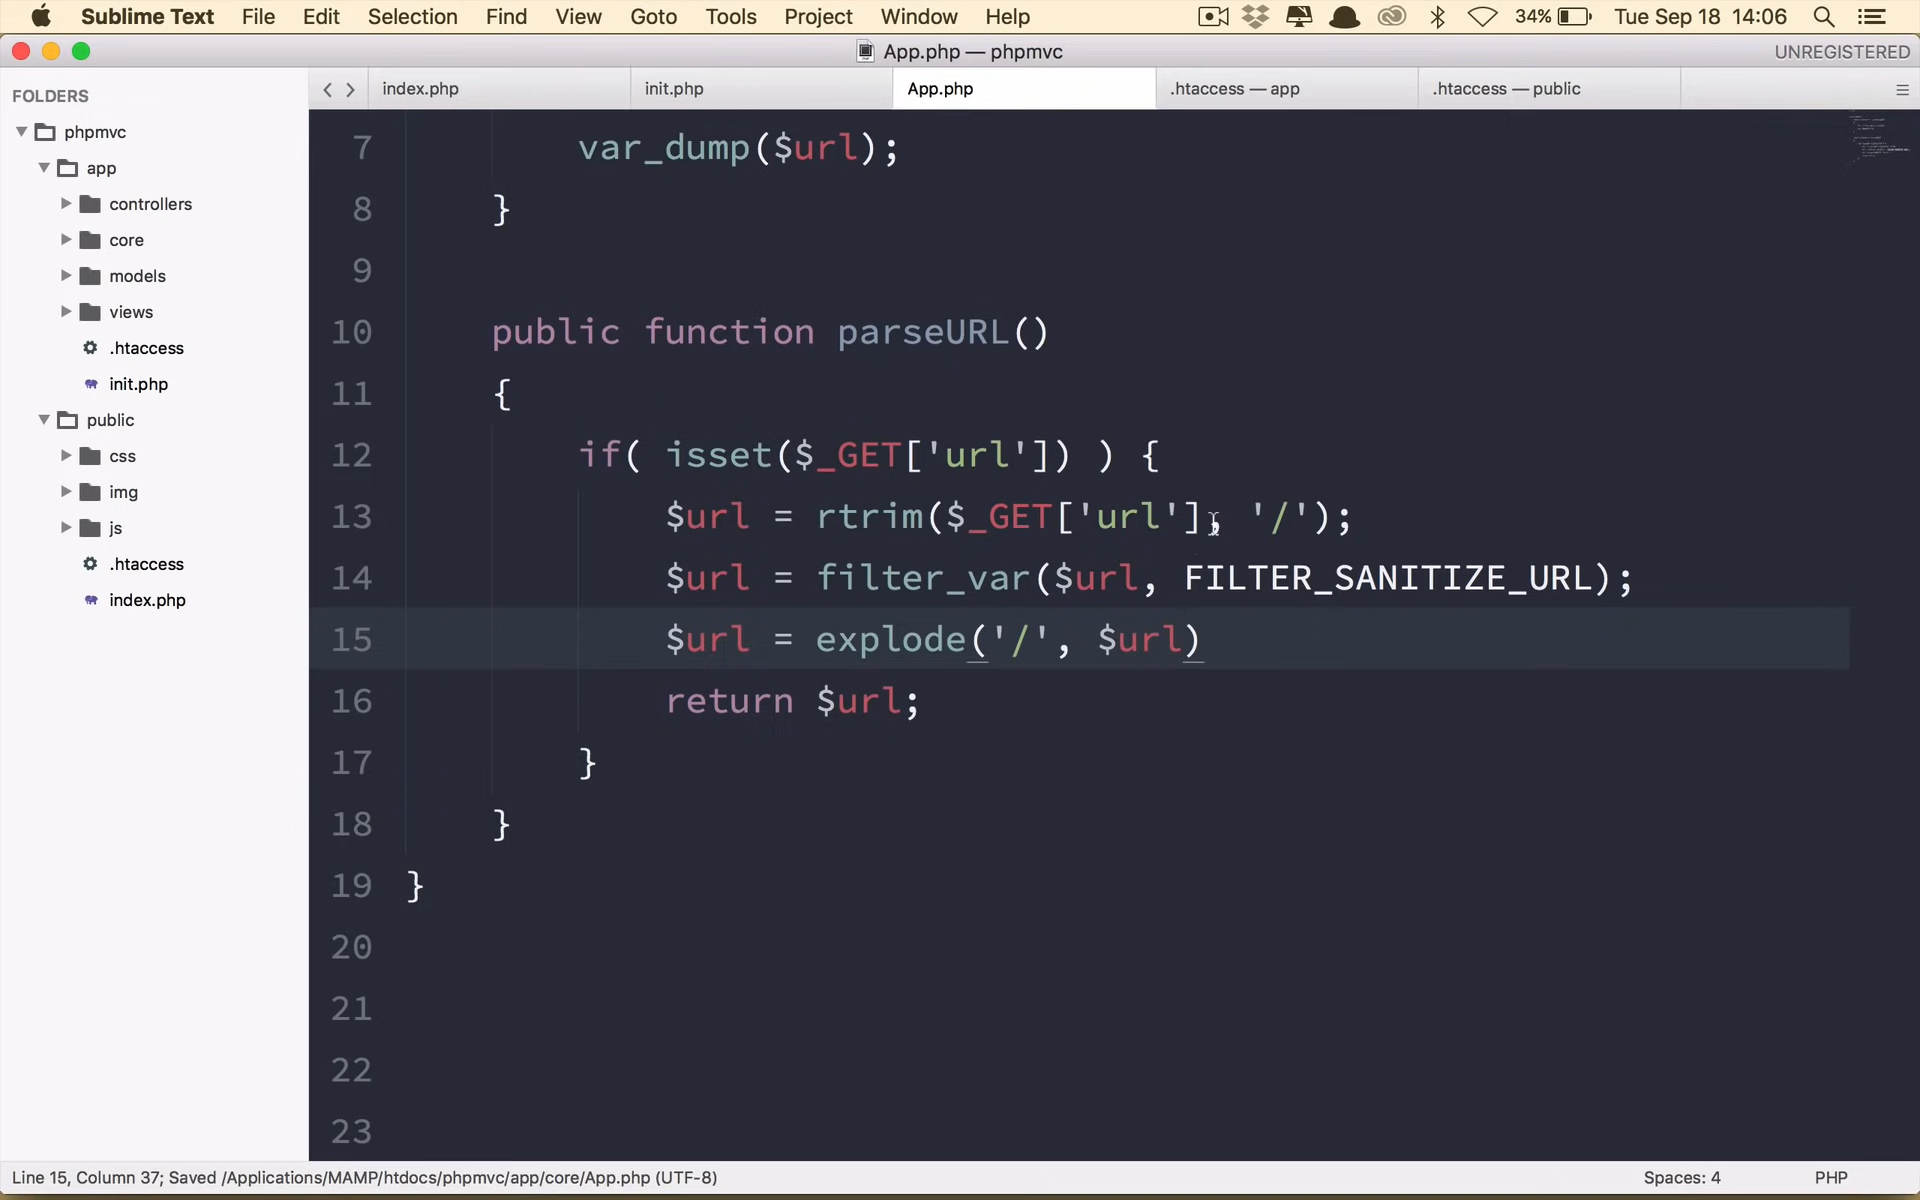 Sublime Text File Edit Selection Find View Goto Tools Project Window Help 34% Tue Sep 18 14:06
App.php — phpmvc UNREGISTERED
FOLDERS
phpmvc
app
controllers
core
models
views
.htaccess
init.php
public
css
img
js
.htaccess
index.php
index.php init.php App.php .htaccess — app .htaccess — public
7 var_dump($url);
8 }
9
10 public function parseURL()
11 {
12 if( isset($_GET['url']) ) {
13 $url = rtrim($_GET['url'], '/');
14 $url = filter_var($url, FILTER_SANITIZE_URL);
15 $url = explode('/', $url)
16 return $url;
17 }
18 }
19 }
20
21
22
23
Line 15, Column 37; Saved /Applications/MAMP/htdocs/phpmvc/app/core/App.php (UTF-8) Spaces: 4 PHP